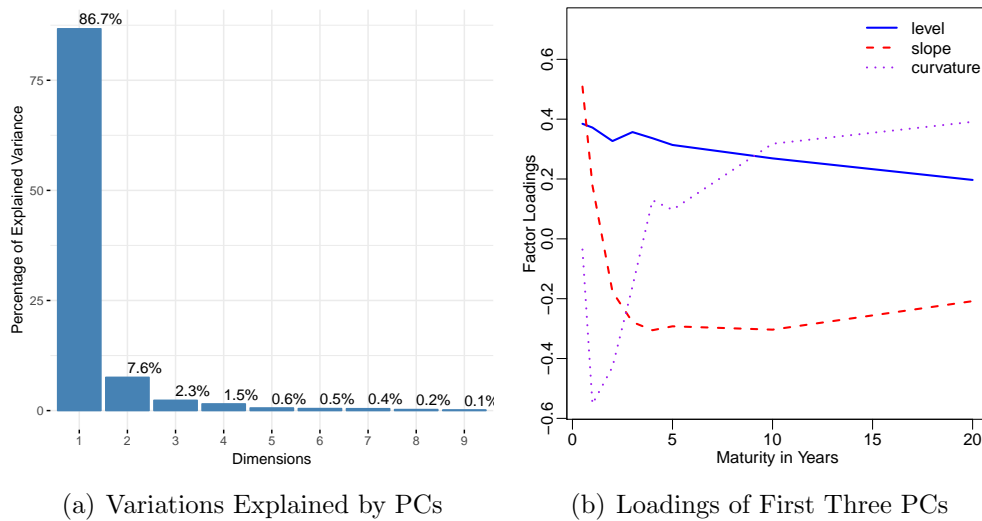 86.7%
7.6%
2.3%
1.5%
0.6%
0.5%
0.4%
0.2%
0.1%
75
50
25
0
Percentage of Explained Variance
1 2 3 4 5 6 7 8 9
Dimensions
(a) Variations Explained by PCs
level
slope
curvature
0.6
0.4
0.2
0.0
−0.2
−0.4
−0.6
Factor Loadings
0 5 10 15 20
Maturity in Years
(b) Loadings of First Three PCs